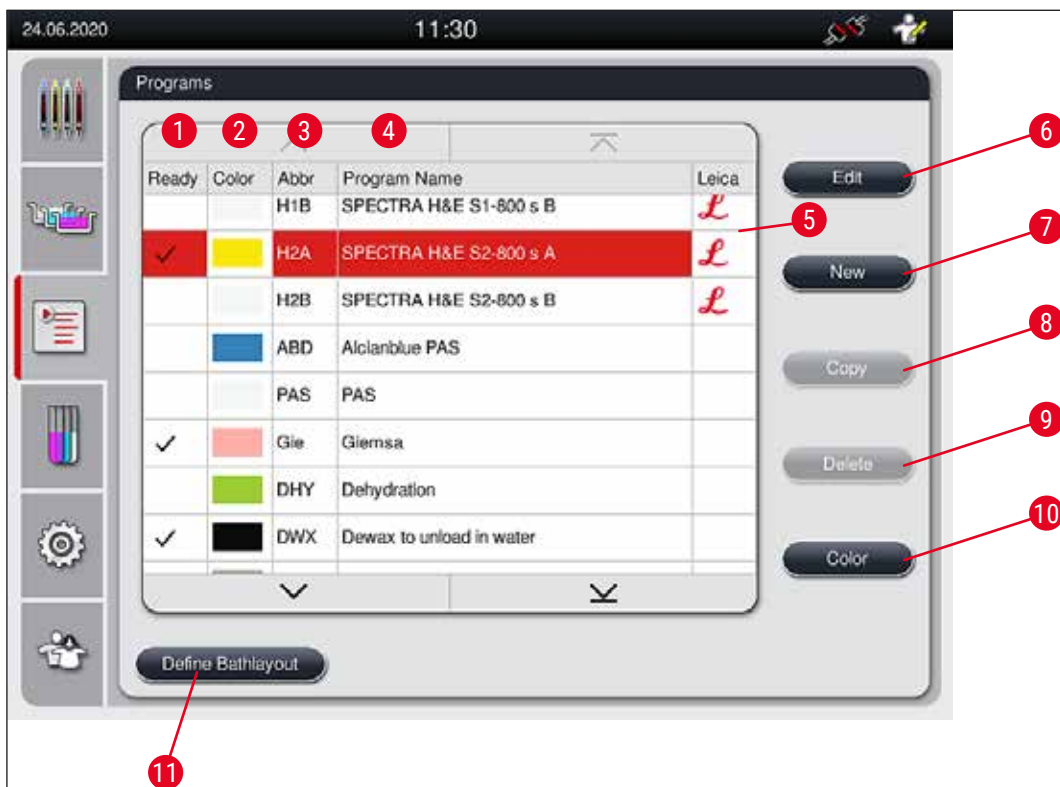 24.06.2020 11:30
Programs
1 2 3 4
Ready Color Abbr Program Name Leica
H1B SPECTRA H&E S1-800 s B L
H2A SPECTRA H&E S2-800 s A L
H2B SPECTRA H&E S2-800 s B L
ABD Alcianblue PAS
PAS PAS
Gie Giemsa
DHY Dehydration
DWX Dewax to unload in water
5
Edit 6
New 7
Copy 8
Delete 9
Color 10
Define Bathlayout
11